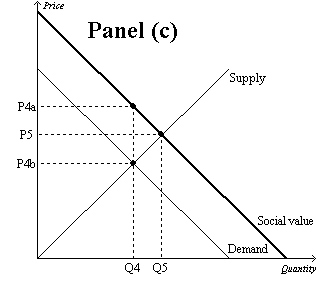 Price
Panel (c)
Supply
P4a
P5
P4b
Social value
Demand
Q4 Q5
Quantity